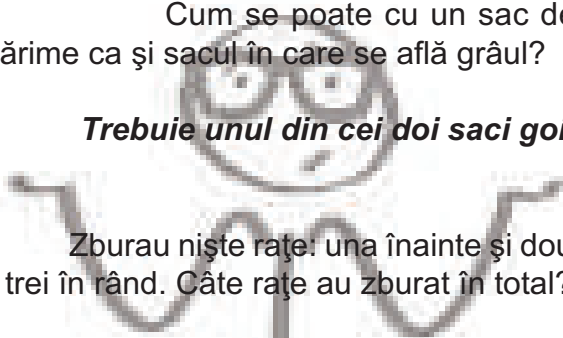 Cum se poate cu un sac de
ărime ca şi sacul în care se află grâul?
Trebuie unul din cei doi saci go
Zburau nişte raţe: una înainte şi dou
trei în rând. Câte raţe au zburat în total?